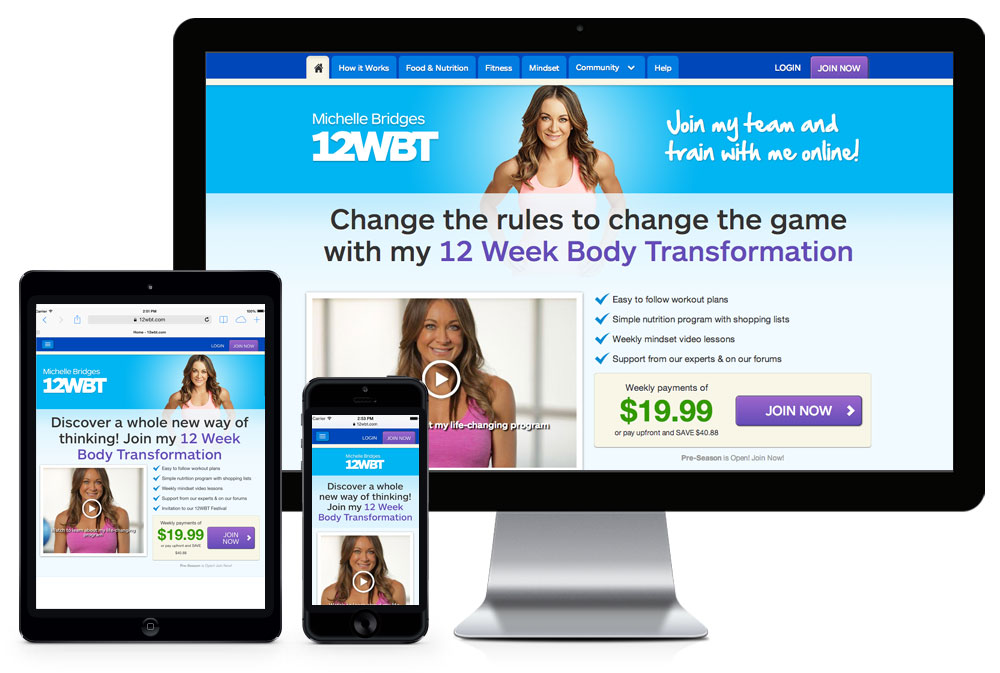 How it Works Food & Nutrition Fitness Mindset Community Help LOGIN JOIN NOW
Michelle Bridges
12WBT
Join my team and
train with me online!
Change the rules to change the game
with my 12 Week Body Transformation
my life-changing program
Easy to follow workout plans
Simple nutrition program with shopping lists
Weekly mindset video lessons
Support from our experts & on our forums
Weekly payments of
$19.99
or pay upfront and SAVE $40.88
JOIN NOW
Pre-Season is Open! Join Now!
Carrier 2:51 PM 100%
12wbt.com
Home - 12wbt.com
LOGIN JOIN NOW
Michelle Bridges
12WBT
Discover a whole new way of
thinking! Join my 12 Week
Body Transformation
Watch to learn about my life-changing
program
Easy to follow workout plans
Simple nutrition program with shopping lists
Weekly mindset video lessons
Support from our experts & on our forums
Invitation to our 12WBT Festival
Weekly payments of
$19.99
or pay upfront and SAVE
$40.88
JOIN
NOW
Pre-Season is Open! Join Now!
Carrier 2:53 PM
12wbt.com
LOGIN JOIN NOW
Michelle Bridges
12WBT
Discover a whole
new way of thinking!
Join my 12 Week
Body Transformation